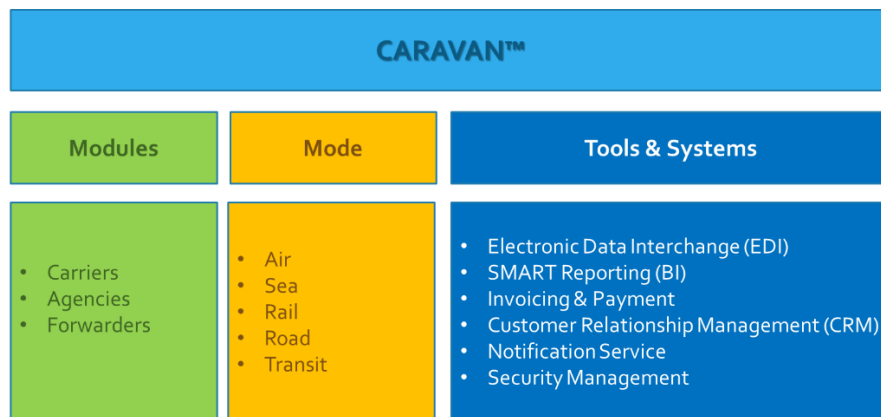 CARAVAN™
Modules
Mode
Tools & Systems
• Carriers
• Agencies
• Forwarders
• Air
• Sea
• Rail
• Road
• Transit
• Electronic Data Interchange (EDI)
• SMART Reporting (BI)
• Invoicing & Payment
• Customer Relationship Management (CRM)
• Notification Service
• Security Management